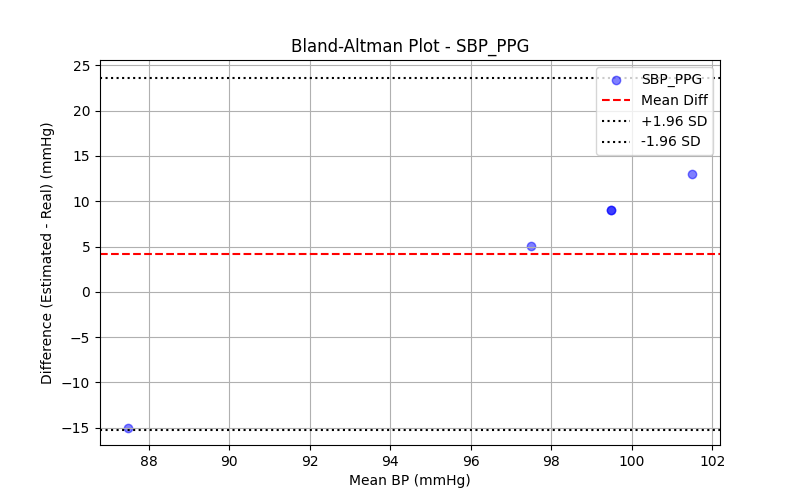 Bland-Altman Plot - SBP_PPG
Difference (Estimated - Real) (mmHg)
25
20
15
10
5
0
−5
−10
−15
SBP_PPG
Mean Diff
+1.96 SD
-1.96 SD
88
90
92
94
96
98
100
102
Mean BP (mmHg)